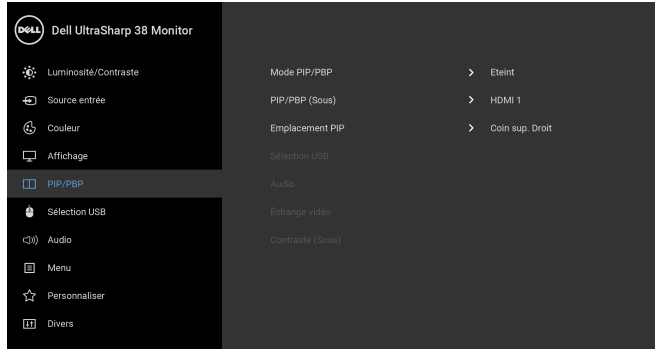 DELL Dell UltraSharp 38 Monitor
Luminosité/Contraste
Mode PIP/PBP > Eteint
Source entrée
PIP/PBP (Sous) > HDMI 1
Couleur
Emplacement PIP > Coin sup. Droit
Affichage
Sélection USB
PIP/PBP
Audio
Sélection USB
Échange vidéo
Audio
Contraste (Sous)
Menu
Personnaliser
Divers